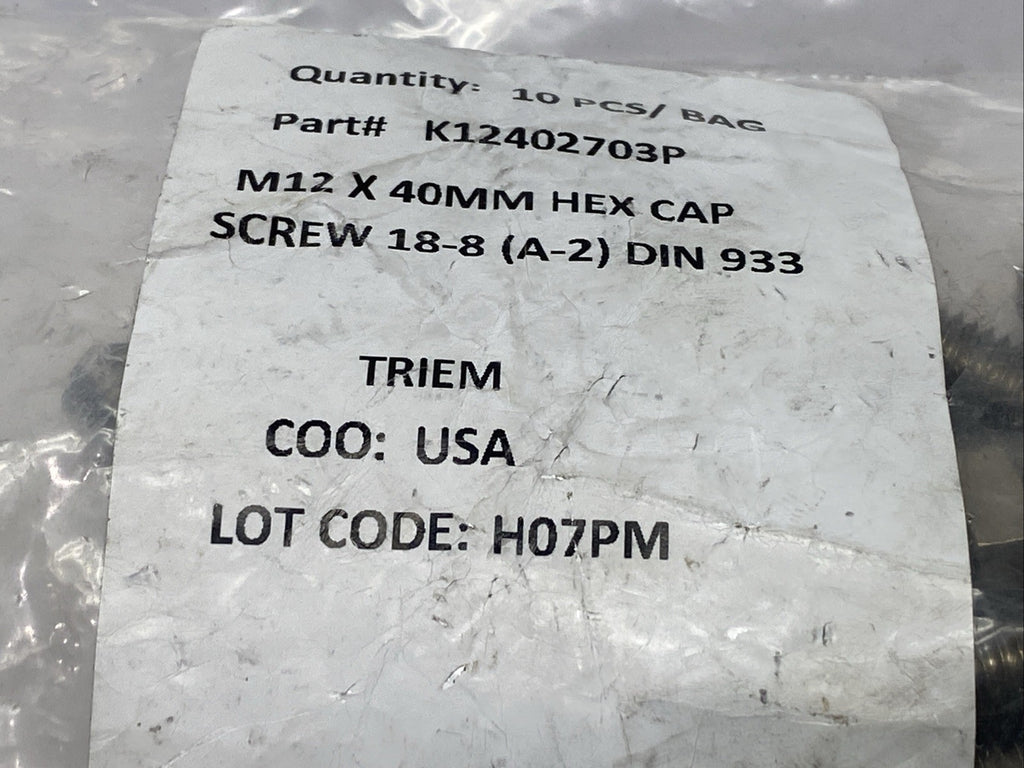 Quantity: 10 PCS/ BAG
Part# K12402703P
M12 X 40MM HEX CAP
SCREW 18-8 (A-2) DIN 933
TRIEM
COO: USA
LOT CODE: H07PM